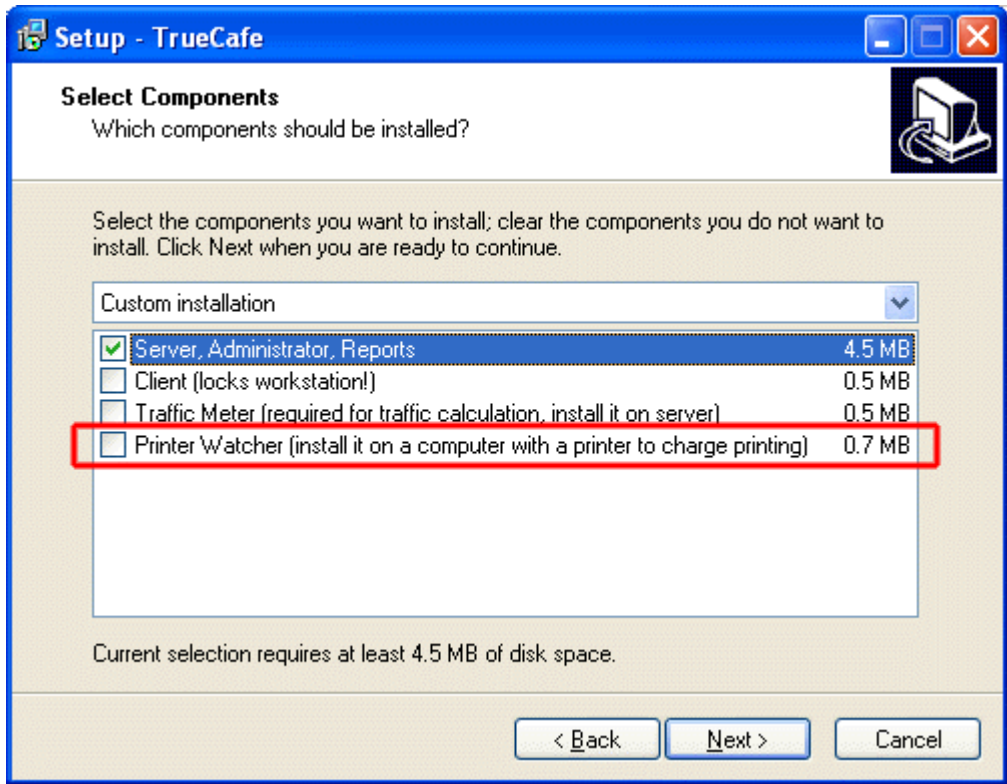 Setup - TrueCafe
Select Components
Which components should be installed?
Select the components you want to install; clear the components you do not want to
install. Click Next when you are ready to continue.
Custom installation
Server, Administrator, Reports 4.5 MB
Client (locks workstation!) 0.5 MB
Traffic Meter (required for traffic calculation, install it on server) 0.5 MB
Printer Watcher (install it on a computer with a printer to charge printing) 0.7 MB
Current selection requires at least 4.5 MB of disk space.
< Back Next > Cancel